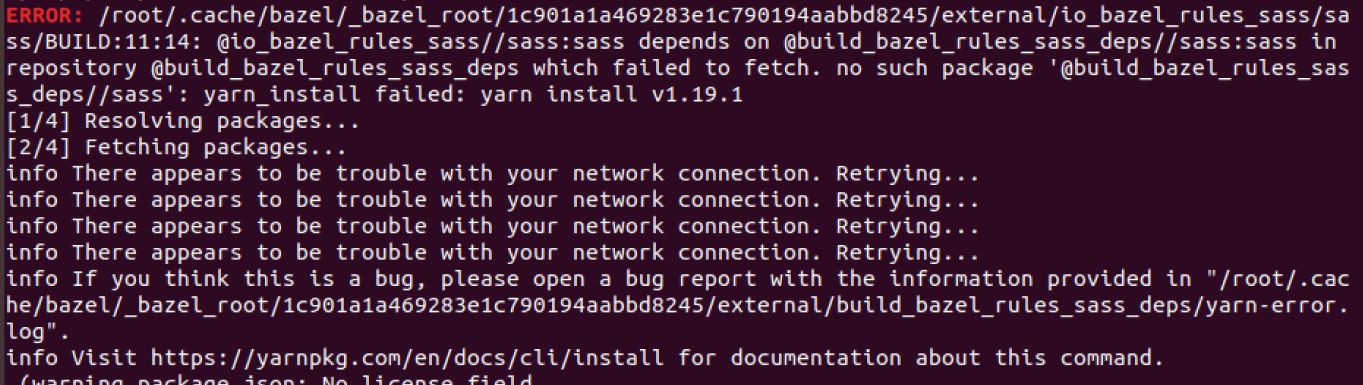 ERROR: /root/.cache/bazel/_bazel_root/1c901a1a469283e1c790194aabbd8245/external/io_bazel_rules_sass/sa
ss/BUILD:11:14: @io_bazel_rules_sass//sass:sass depends on @build_bazel_rules_sass_deps//sass:sass in
repository @build_bazel_rules_sass_deps which failed to fetch. no such package '@build_bazel_rules_sas
s_deps//sass': yarn_install failed: yarn install v1.19.1
[1/4] Resolving packages...
[2/4] Fetching packages...
info There appears to be trouble with your network connection. Retrying...
info There appears to be trouble with your network connection. Retrying...
info There appears to be trouble with your network connection. Retrying...
info There appears to be trouble with your network connection. Retrying...
info If you think this is a bug, please open a bug report with the information provided in "/root/.cac
he/bazel/_bazel_root/1c901a1a469283e1c790194aabbd8245/external/build_bazel_rules_sass_deps/yarn-error.
log".
info Visit https://yarnpkg.com/en/docs/cli/install for documentation about this command.
(warning package.json: No license field